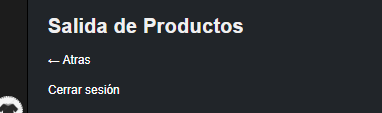 Salida de Productos
← Atras
Cerrar sesión